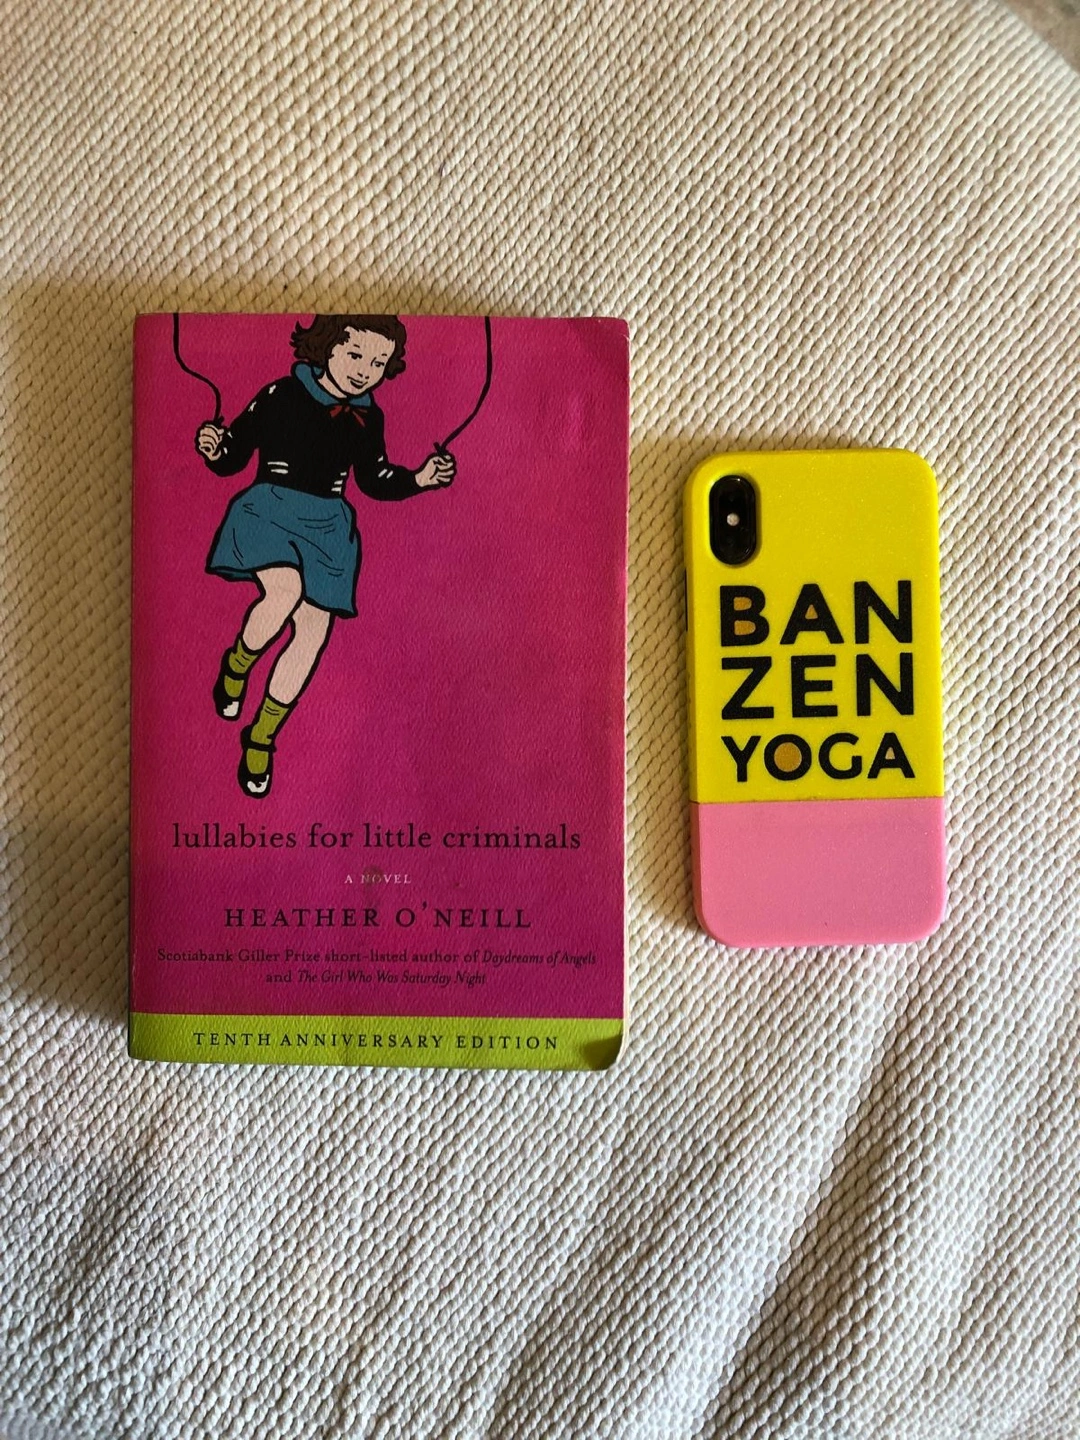 lullabies for little criminals
A NOVEL
HEATHER O'NEILL
Scotiabank Giller Prize short-listed author of Daydreams of Angels
and The Girl Who Was Saturday Night
TENTH ANNIVERSARY EDITION
BAN
ZEN
YOGA